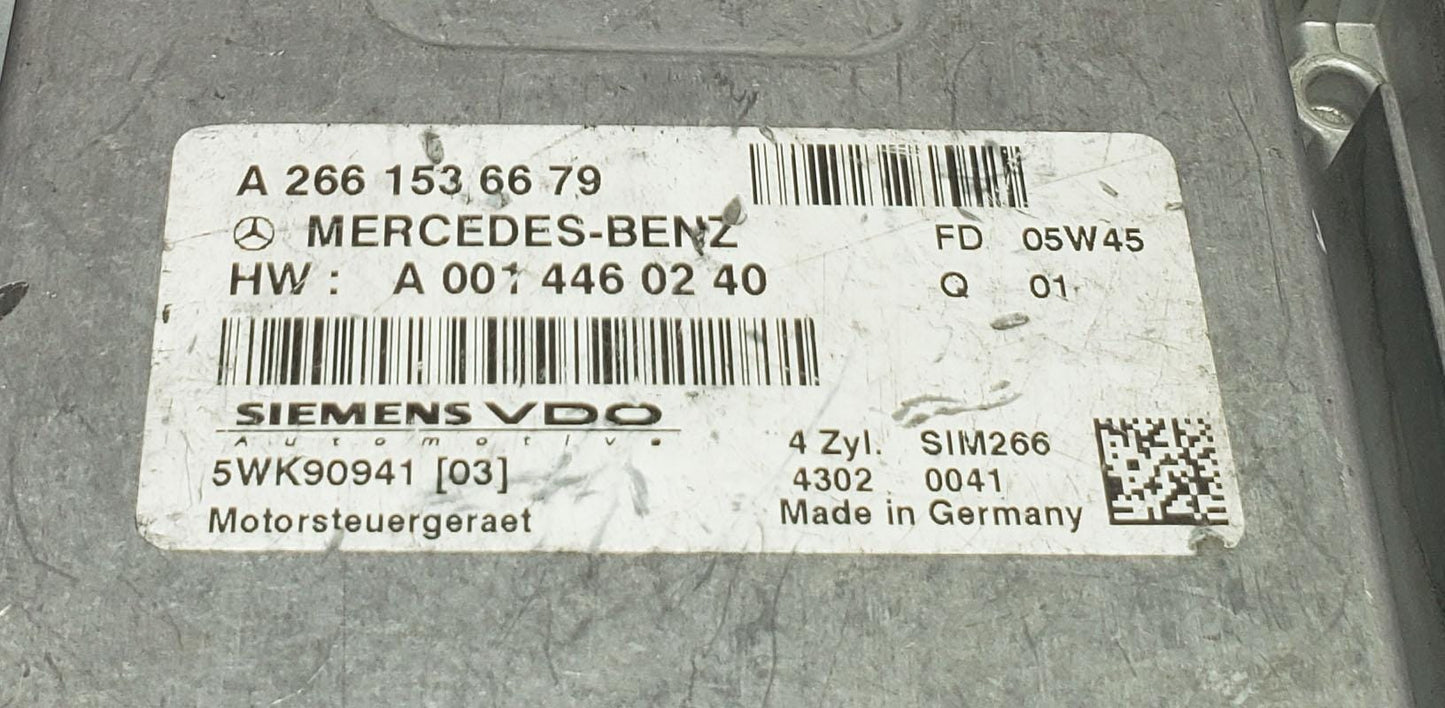 A 266 153 66 79
MERCEDES-BENZ
FD 05W45
HW : A 001 446 02 40
Q 01
SIEMENS VDO
Automotive
4 Zyl. SIM266
5WK90941 [03]
4302 0041
Motorsteuergeraet
Made in Germany